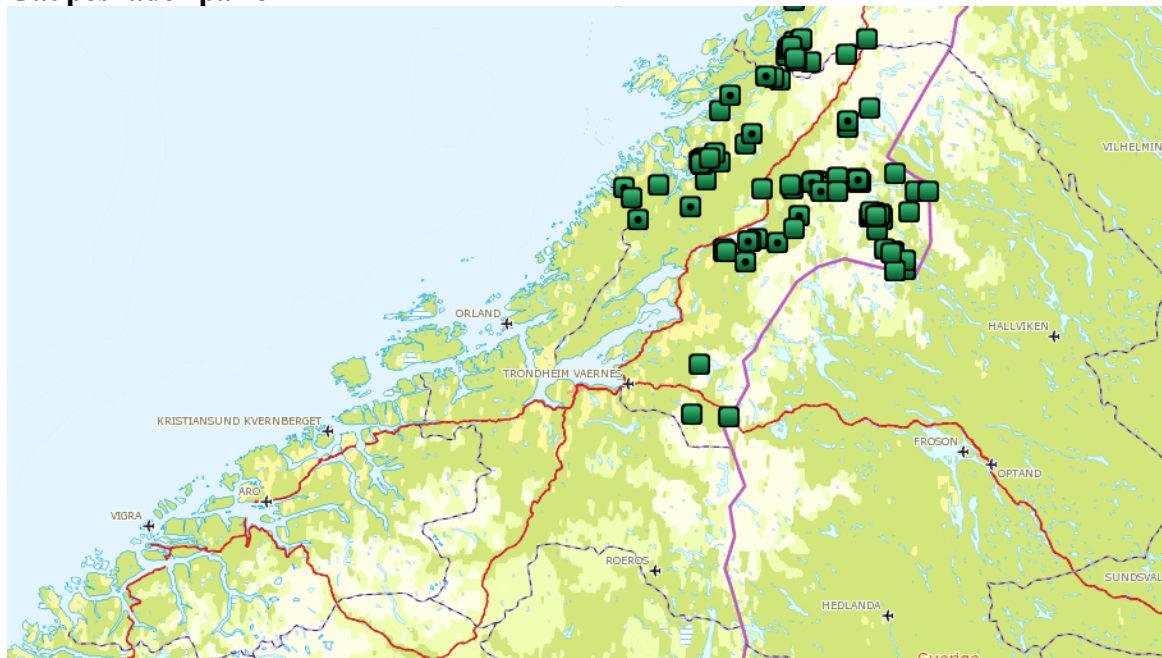 VILHELMIN
ORLAND
HALLVIKEN
TRONDHEIM VAERNES
KRISTIANSUND KVERNBERGET
FROSON
OPTAND
ARO
VIGRA
ROEROS
SUNDSVAL
HEDLANDA